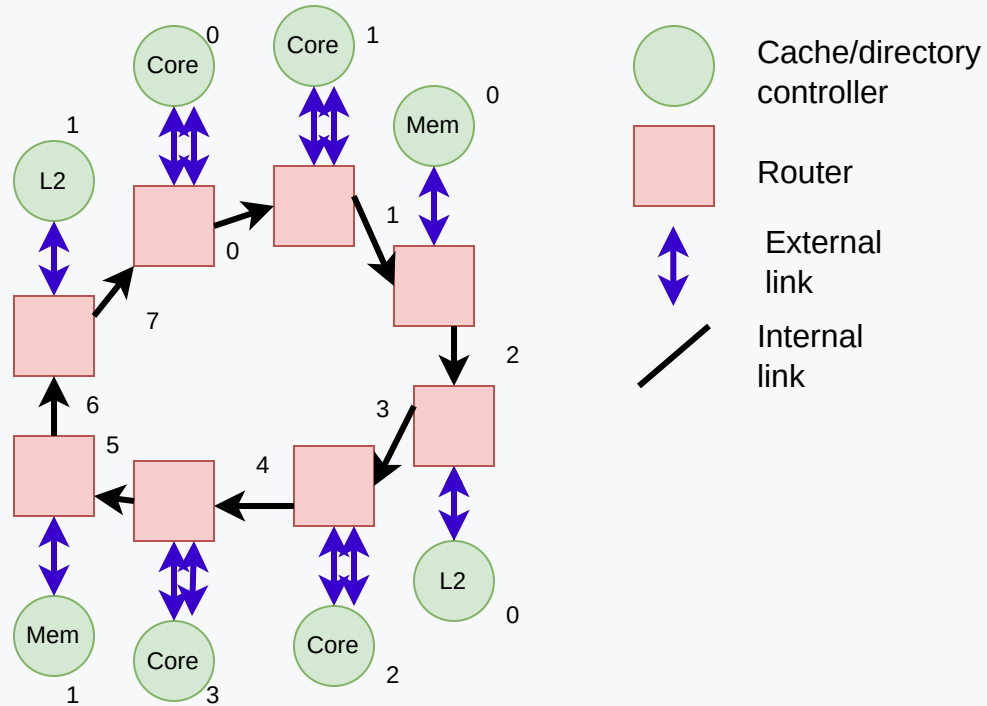 0
Core
1
Core
0
Mem
1
L2
1
0
7
2
6
3
5
4
L2
0
Mem
1
Core
3
Core
2
Cache/directory
controller
Router
External
link
Internal
link